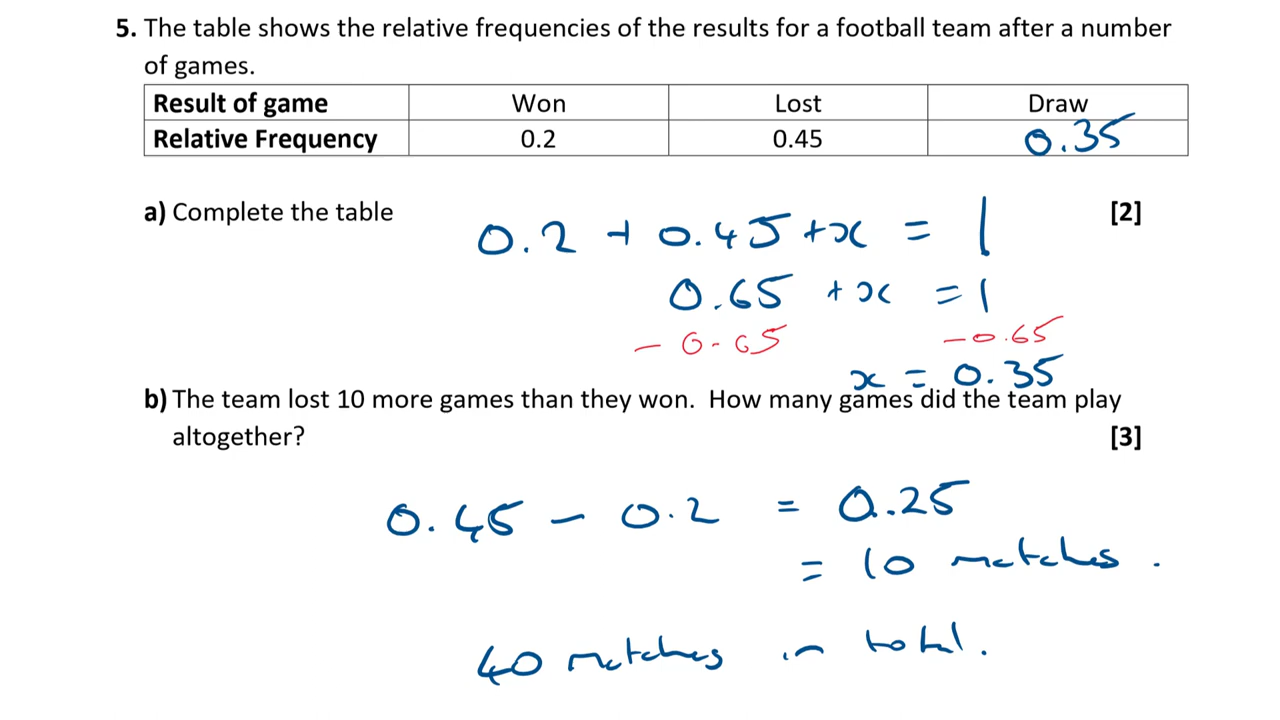 5. The table shows the relative frequencies of the results for a football team after a number
of games.
Result of game Won Lost Draw
Relative Frequency 0.2 0.45 0.35
a) Complete the table [2]
0.2 + 0.45 + x = 1
0.65 + x = 1
- 0.65 - 0.65
x = 0.35
b) The team lost 10 more games than they won. How many games did the team play
altogether? [3]
0.45 - 0.2 = 0.25
= 10 matches.
40 matches in total.